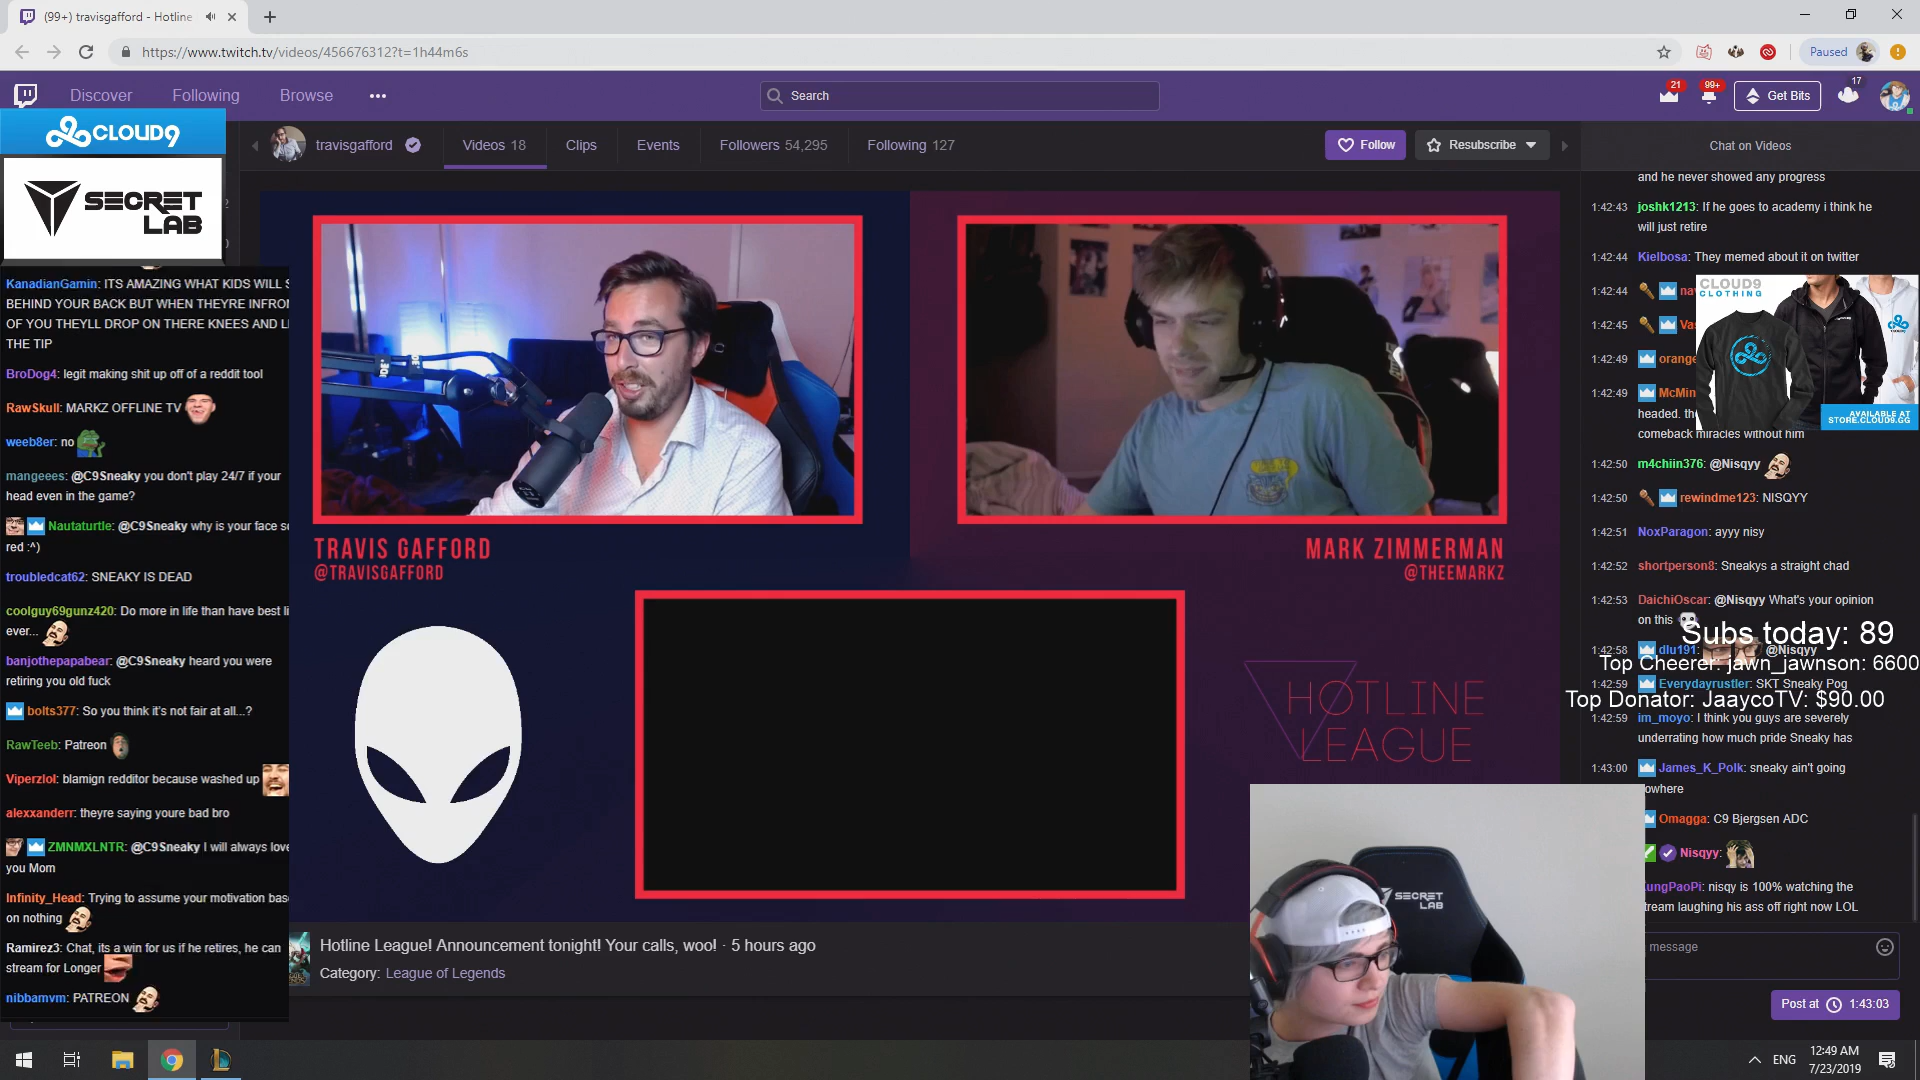 (99+) travisgafford - Hotline
https://www.twitch.tv/videos/456676312?t=1h44m6s
Paused
Discover
Following
Browse
Search
21
99+
Get Bits
17
CLOUD9
SECRET
LAB
travisgafford
Videos 18
Clips
Events
Followers 54,295
Following 127
Follow
Resubscribe
Chat on Videos
KanadianGamin: ITS AMAZING WHAT KIDS WILL S
BEHIND YOUR BACK BUT WHEN THEYRE INFRON
OF YOU THEYLL DROP ON THERE KNEES AND LI
THE TIP
BroDog4: legit making shit up off of a reddit tool
RawSkull: MARKZ OFFLINE TV
weeb8er: no
mangeees: @C9Sneaky you don't play 24/7 if your
head even in the game?
Nautaturtle: @C9Sneaky why is your face so
red :^)
troubledcat62: SNEAKY IS DEAD
coolguy69gunz420: Do more in life than have best li
ever...
banjothepapabear: @C9Sneaky heard you were
retiring you old fuck
bolts377: So you think it's not fair at all...?
RawTeeb: Patreon
Viperzlol: blamign redditor because washed up
alexxanderr: theyre saying youre bad bro
ZMNMXLNTR: @C9Sneaky I will always love
you Mom
Infinity_Head: Trying to assume your motivation bas
on nothing
Ramirez3: Chat, its a win for us if he retires, he can
stream for Longer
nibbamvm: PATREON
TRAVIS GAFFORD
@TRAVISGAFFORD
MARK ZIMMERMAN
@THEEMARKZ
HOTLINE
LEAGUE
Hotline League! Announcement tonight! Your calls, woo! · 5 hours ago
Category: League of Legends
SECRET
LAB
and he never showed any progress
1:42:43 joshk1213: If he goes to academy i think he
will just retire
1:42:44 Kielbosa: They memed about it on twitter
1:42:44 na
1:42:45 Vas
1:42:49 orange
1:42:49 McMin
headed. th
comeback miracles without him
CLOUD9
CLOTHING
AVAILABLE AT
STORE.CLOUD9.GG
1:42:50 m4chiin376: @Nisqyy
1:42:50 rewindme123: NISQYY
1:42:51 NoxParagon: ayyy nisy
1:42:52 shortperson8: Sneakys a straight chad
1:42:53 DaichiOscar: @Nisqyy What's your opinion
on this
Subs today: 89
1:42:58 dlu191: @Nisqyy
Top Cheerer: jawn_jawnson: 6600
1:42:59 Everydayrustler: SKT Sneaky Pog
Top Donator: JaaycoTV: $90.00
1:42:59 im_moyo: I think you guys are severely
underrating how much pride Sneaky has
1:43:00 James_K_Polk: sneaky ain't going
owhere
Omagga: C9 Bjergsen ADC
Nisqyy:
ungPaoPi: nisqy is 100% watching the
tream laughing his ass off right now LOL
message
Post at 1:43:03
ENG
12:49 AM
7/23/2019